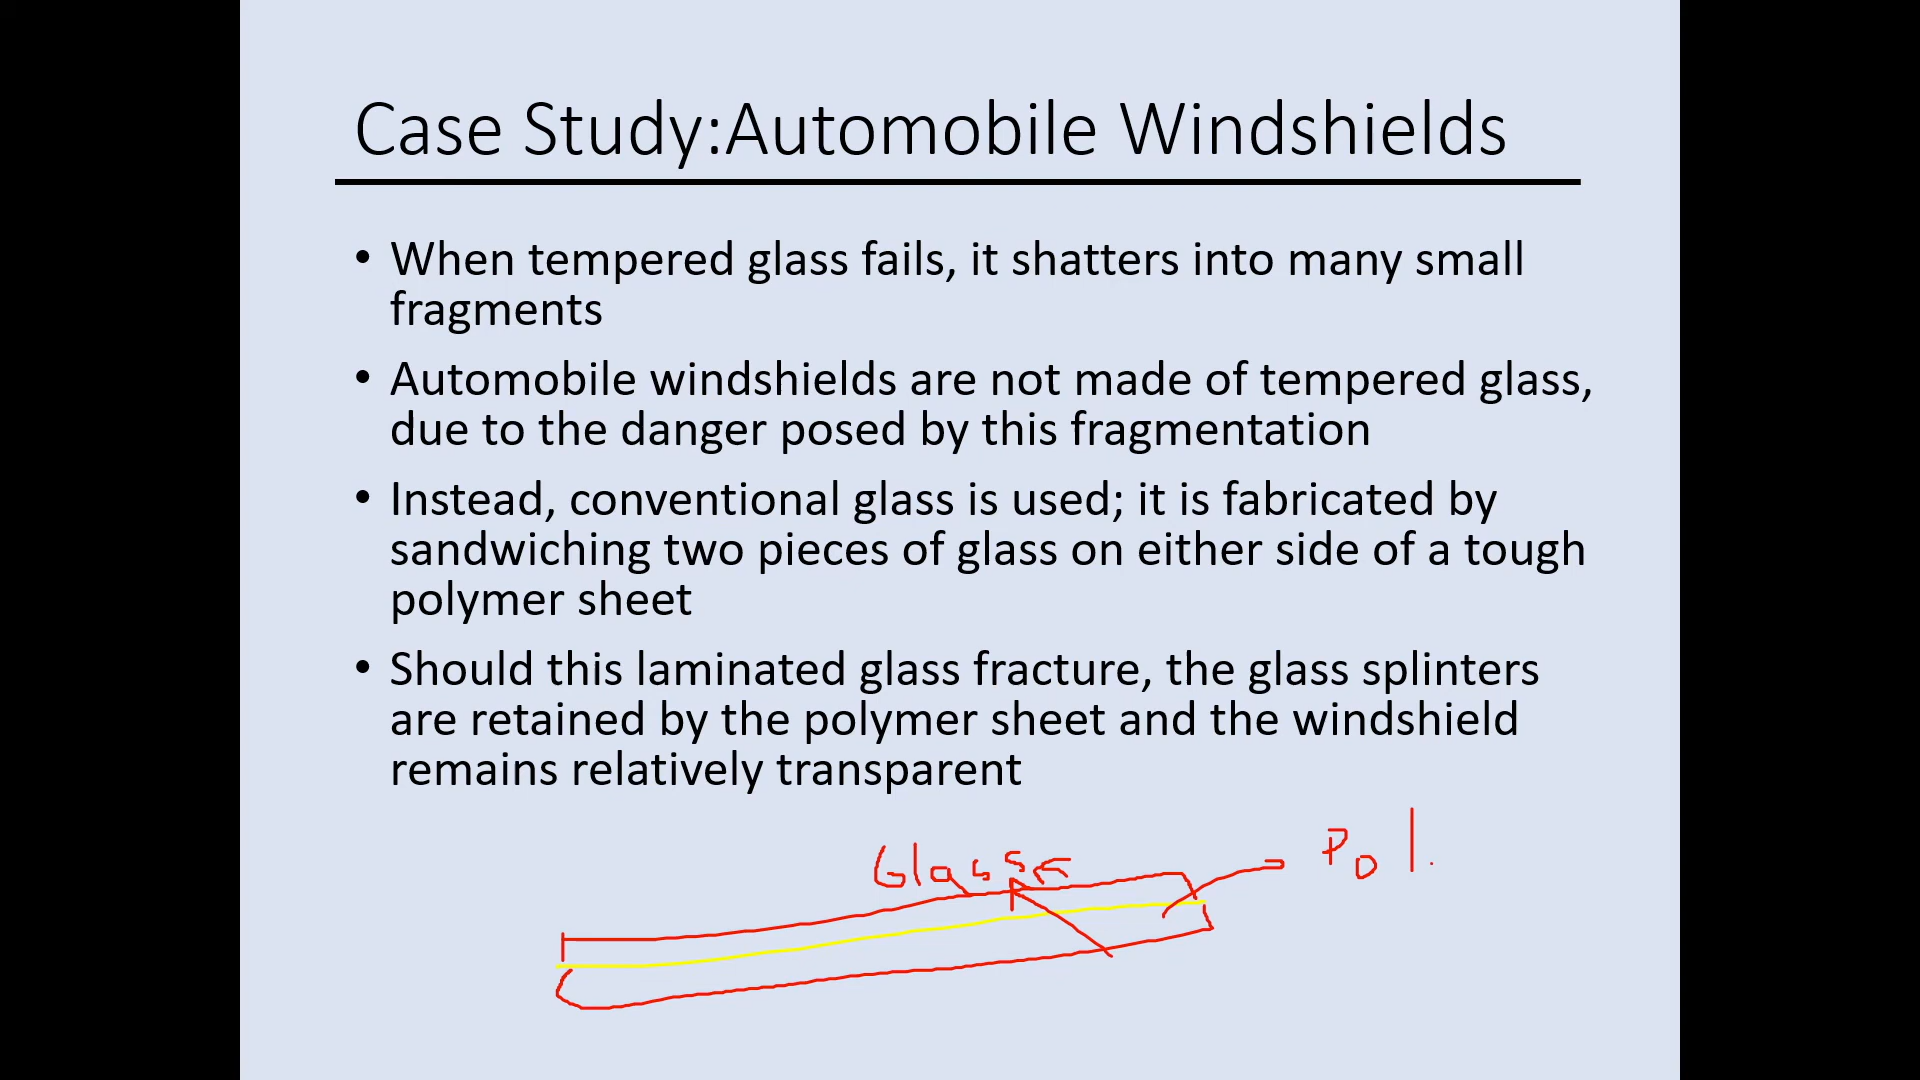 Case Study:Automobile Windshields
• When tempered glass fails, it shatters into many small
fragments
• Automobile windshields are not made of tempered glass,
due to the danger posed by this fragmentation
• Instead, conventional glass is used; it is fabricated by
sandwiching two pieces of glass on either side of a tough
polymer sheet
• Should this laminated glass fracture, the glass splinters
are retained by the polymer sheet and the windshield
remains relatively transparent
Glass
Pol.